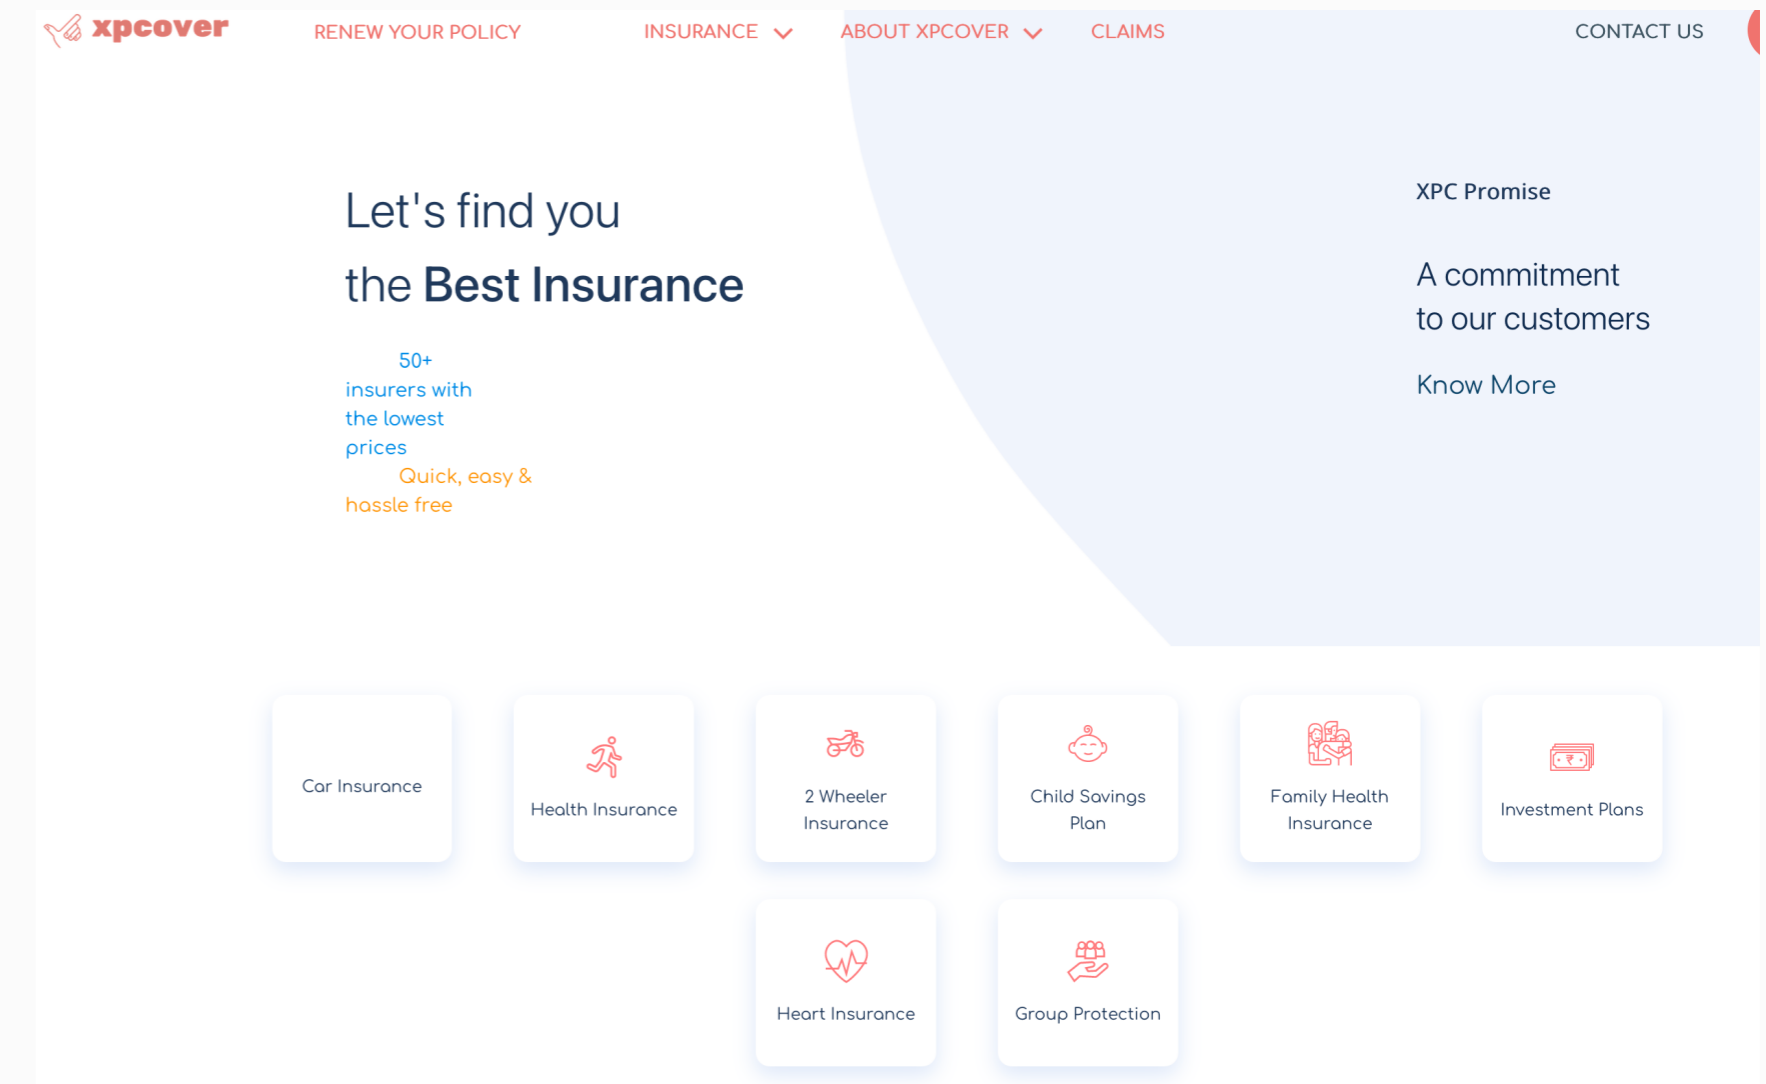 xpcover
RENEW YOUR POLICY
INSURANCE
ABOUT XPCOVER
CLAIMS
CONTACT US
Let's find you
the Best Insurance
50+
insurers with
the lowest
prices
Quick, easy &
hassle free
XPC Promise
A commitment
to our customers
Know More
Car Insurance
Health Insurance
2 Wheeler
Insurance
Child Savings
Plan
Family Health
Insurance
₹
Investment Plans
Heart Insurance
Group Protection